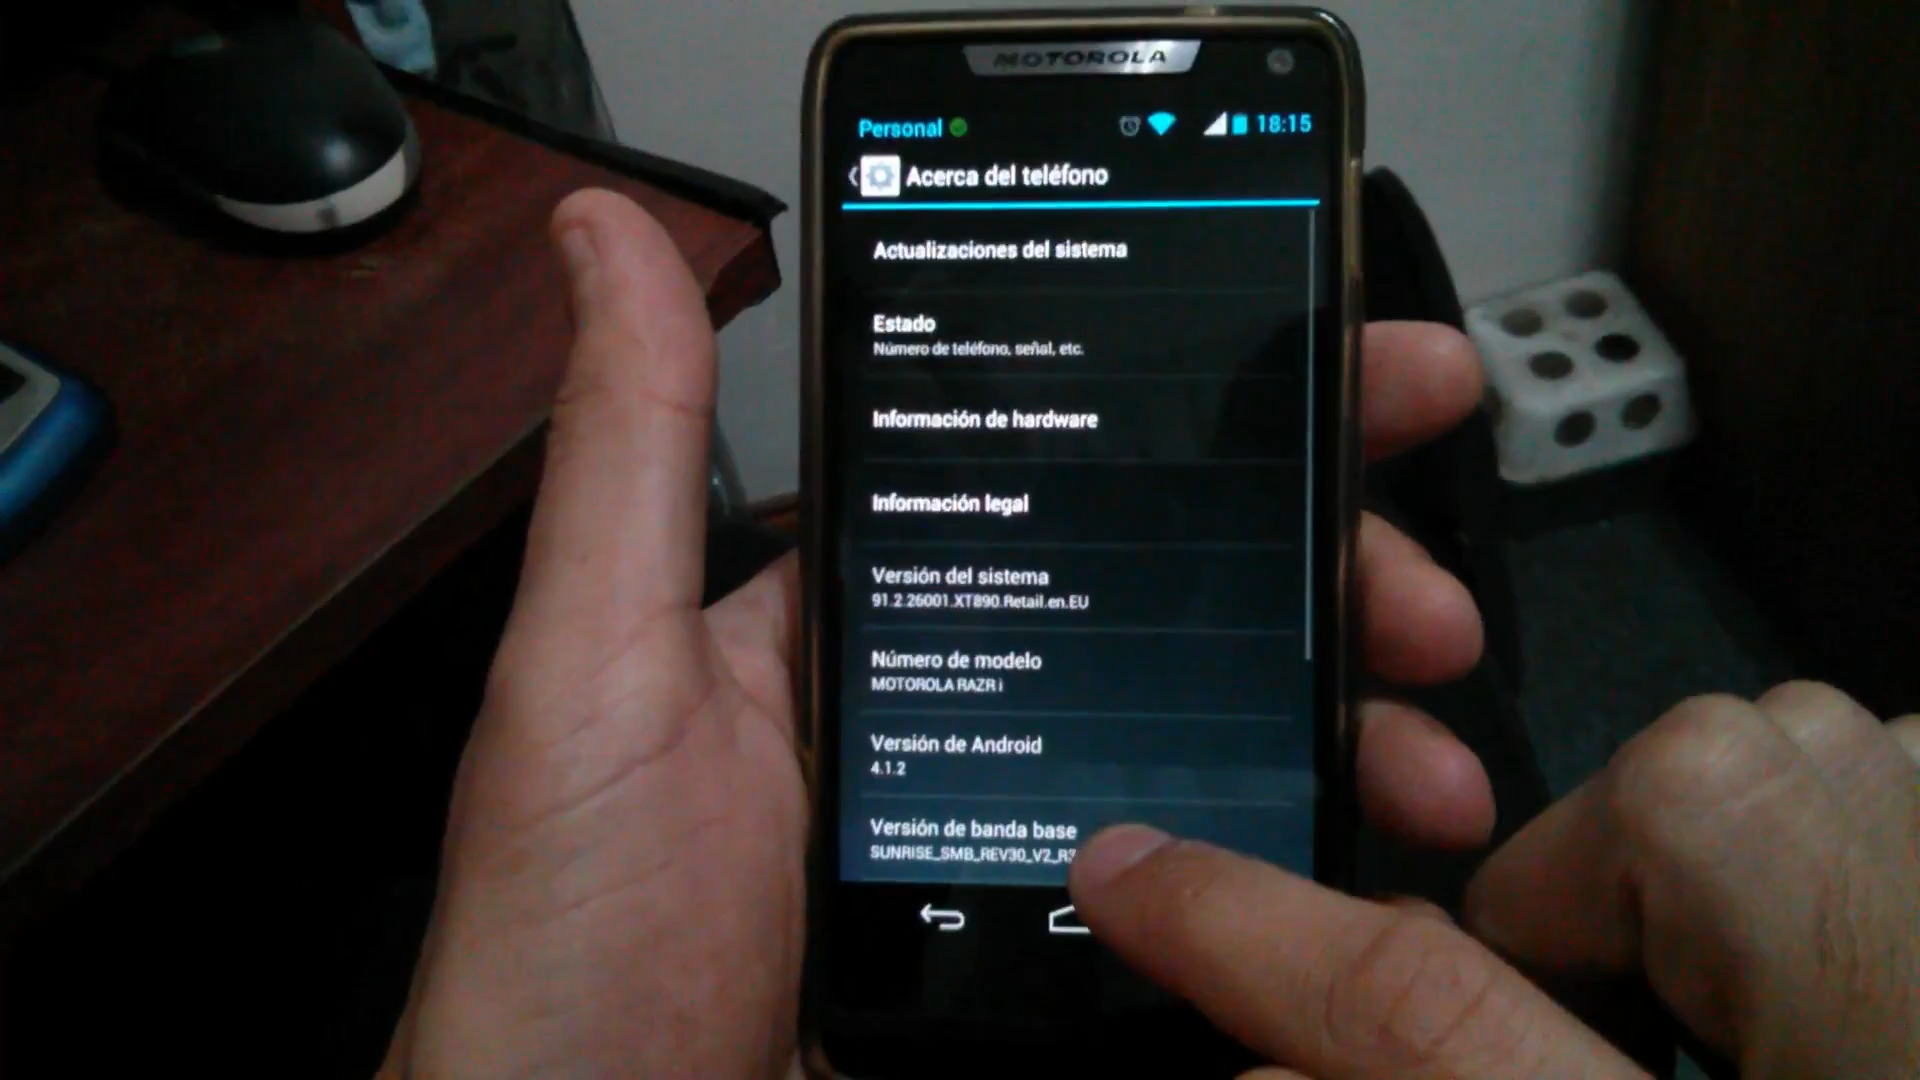 MOTOROLA
Personal 18:15
Acerca del teléfono
Actualizaciones del sistema
Estado
Número de teléfono, señal, etc.
Información de hardware
Información legal
Versión del sistema
91.2.26001.XT890.Retail.en.EU
Número de modelo
MOTOROLA RAZR i
Versión de Android
4.1.2
Versión de banda base
SUNRISE_SMB_REV30_V2_R